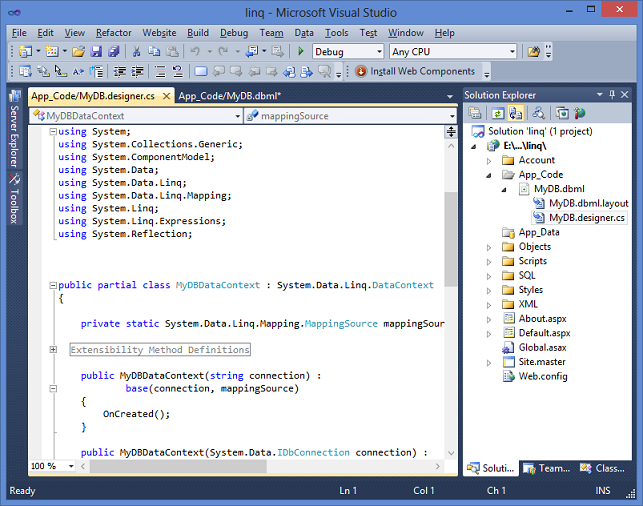 linq - Microsoft Visual Studio
File Edit View Refactor Website Build Debug Team Data Tools Test Window Help
Debug Any CPU
Install Web Components
Server Explorer
Toolbox
App_Code/MyDB.designer.cs App_Code/MyDB.dbml*
MyDBDataContext mappingSource
using System;
using System.Collections.Generic;
using System.ComponentModel;
using System.Data;
using System.Data.Linq;
using System.Data.Linq.Mapping;
using System.Linq;
using System.Linq.Expressions;
using System.Reflection;
public partial class MyDBDataContext : System.Data.Linq.DataContext
{
private static System.Data.Linq.Mapping.MappingSource mappingSour
Extensibility Method Definitions
public MyDBDataContext(string connection) :
base(connection, mappingSource)
{
OnCreated();
}
public MyDBDataContext(System.Data.IDbConnection connection) :
100 %
Solution Explorer
Solution 'linq' (1 project)
E:\...\linq\
Account
App_Code
MyDB.dbml
MyDB.dbml.layout
MyDB.designer.cs
App_Data
Objects
Scripts
SQL
Styles
XML
About.aspx
Default.aspx
Global.asax
Site.master
Web.config
Soluti... Team... Class...
Ready Ln 1 Col 1 Ch 1 INS